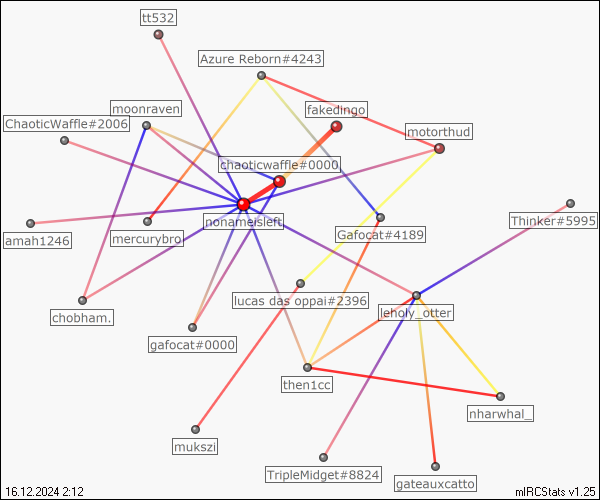 tt532
Azure Reborn#4243
moonraven
fakedingo
ChaoticWaffle#2006
motorthud
chaoticwaffle#0000
nonameisleft
Thinker#5995
amah1246
mercurybro
Gafocat#4189
lucas das oppai#2396
leholy_otter
chobham.
gafocat#0000
then1cc
nharwhal_
mukszi
TripleMidget#8824
gateauxcatto
16.12.2024 2:12
mIRCStats v1.25